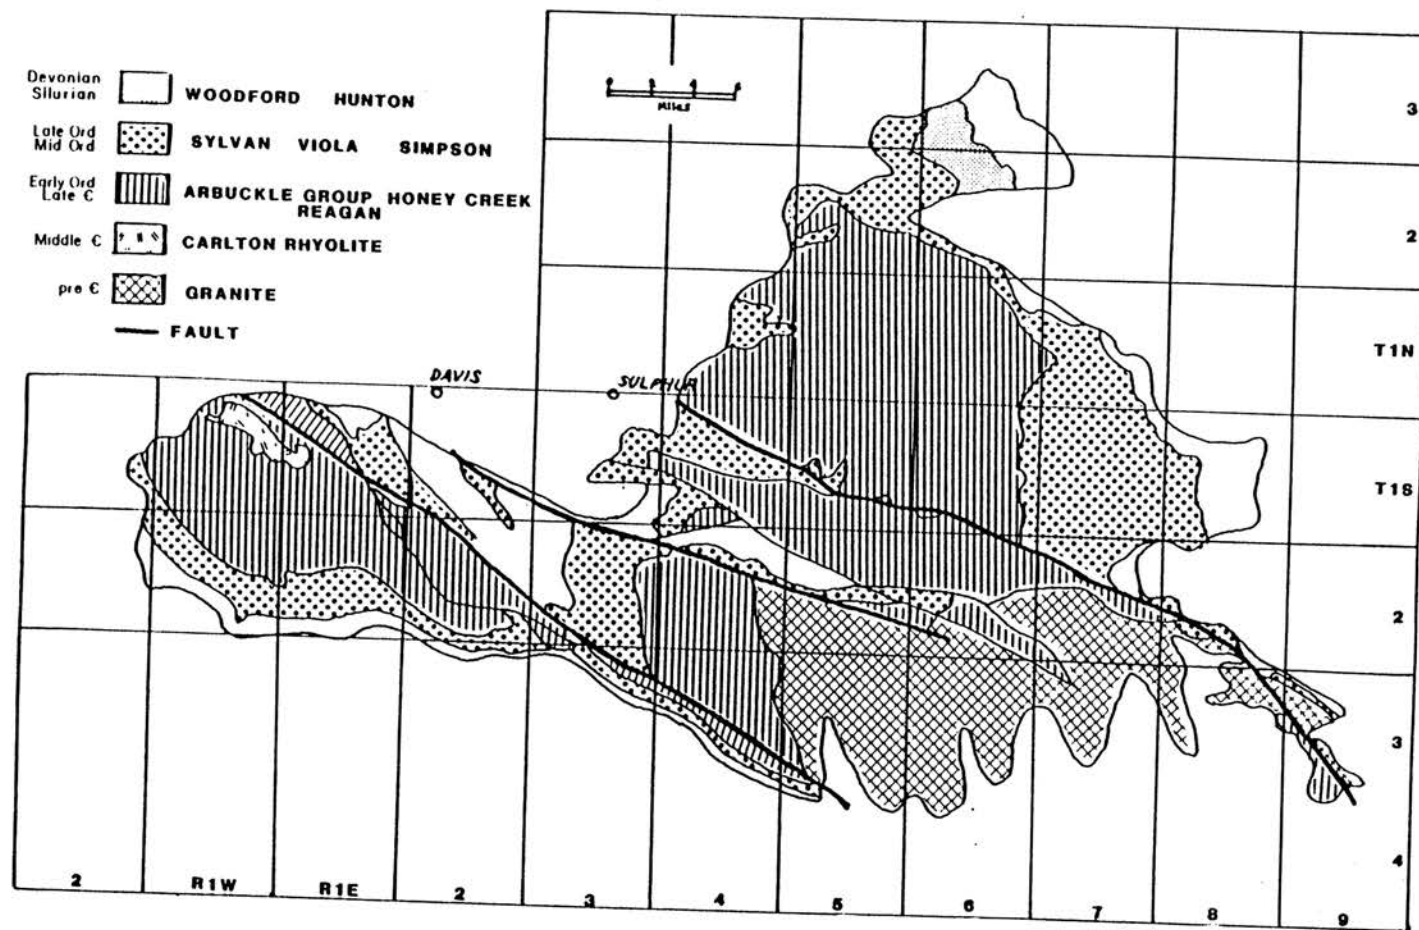 Devonian
Silurian
WOODFORD HUNTON
Late Ord
Mid Ord
SYLVAN VIOLA SIMPSON
Early Ord
Late Є
ARBUCKLE GROUP HONEY CREEK
REAGAN
Middle Є
CARLTON RHYOLITE
pre Є
GRANITE
FAULT
MILES
DAVIS
SULPHUR
3
2
T1N
T1S
2
3
4
2
R1W
R1E
2
3
4
5
6
7
8
9